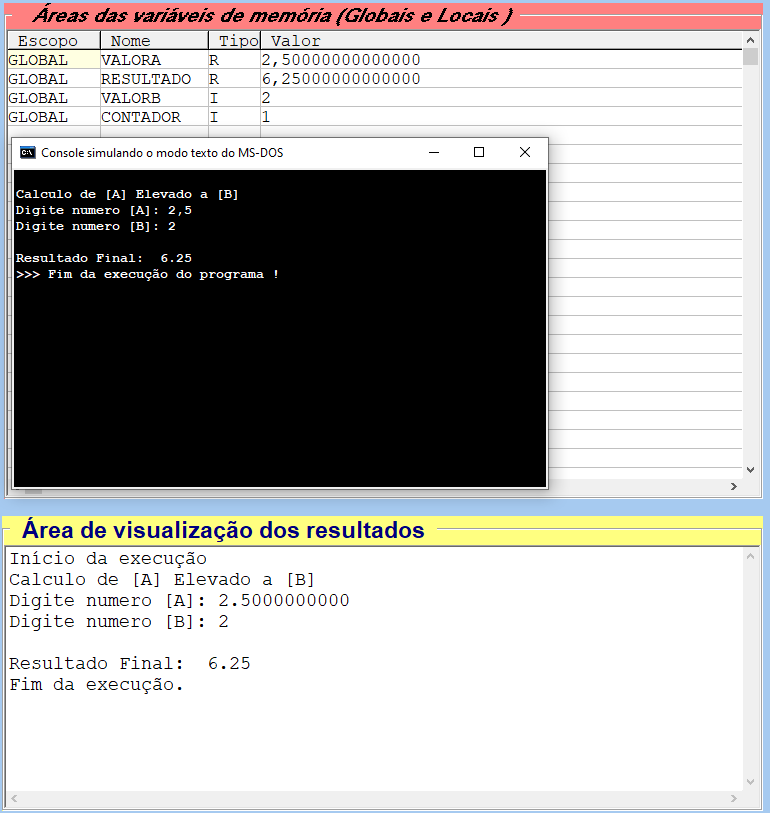 Áreas das variáveis de memória (Globais e Locais )
Escopo Nome Tipo Valor
GLOBAL VALORA R 2,50000000000000
GLOBAL RESULTADO R 6,25000000000000
GLOBAL VALORB I 2
GLOBAL CONTADOR I 1
C:\ Console simulando o modo texto do MS-DOS
Calculo de [A] Elevado a [B]
Digite numero [A]: 2,5
Digite numero [B]: 2
Resultado Final:  6.25
>>> Fim da execução do programa !
Área de visualização dos resultados
Início da execução
Calculo de [A] Elevado a [B]
Digite numero [A]: 2.5000000000
Digite numero [B]: 2
Resultado Final:  6.25
Fim da execução.